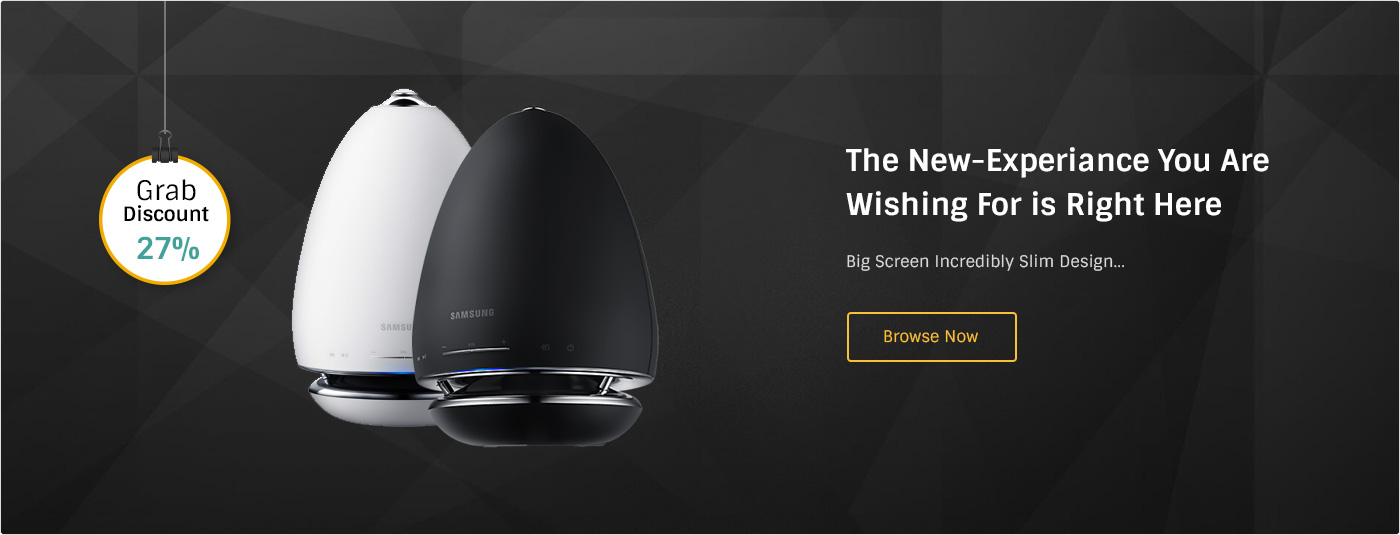 Grab
Discount
27%
SAMSU
SAMSUNG
The New-Experiance You Are
Wishing For is Right Here
Big Screen Incredibly Slim Design...
Browse Now